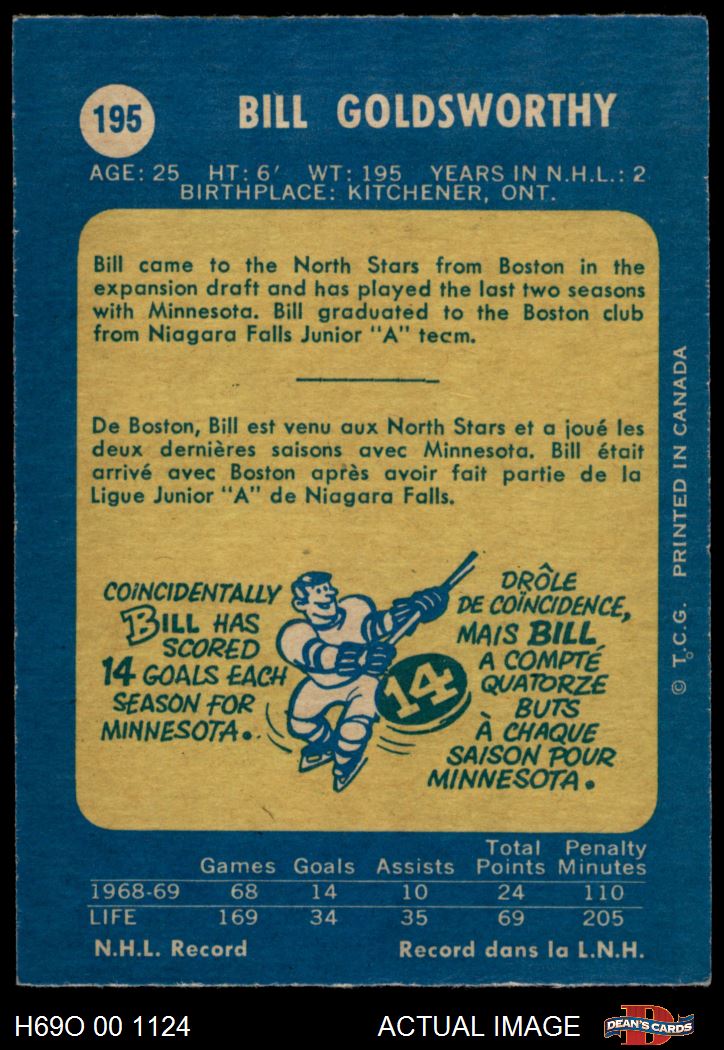 195
BILL GOLDSWORTHY
AGE: 25 HT: 6' WT: 195 YEARS IN N.H.L.: 2
BIRTHPLACE: KITCHENER, ONT.
Bill came to the North Stars from Boston in the
expansion draft and has played the last two seasons
with Minnesota. Bill graduated to the Boston club
from Niagara Falls Junior "A" team.
De Boston, Bill est venu aux North Stars et a joué les
deux dernières saisons avec Minnesota. Bill était
arrivé avec Boston après avoir fait partie de la
Ligue Junior "A" de Niagara Falls.
COINCIDENTALLY
BILL HAS
SCORED
14 GOALS EACH
SEASON FOR
MINNESOTA.
14
DRÔLE
DE COÏNCIDENCE,
MAIS BILL
A COMPTÉ
QUATORZE
BUTS
À CHAQUE
SAISON POUR
MINNESOTA.
© T.C.G. PRINTED IN CANADA
Games Goals Assists Total Points Penalty Minutes
1968-69 68 14 10 24 110
LIFE 169 34 35 69 205
N.H.L. Record Record dans la L.N.H.
H69O 00 1124 ACTUAL IMAGE
D
DEAN'S CARDS